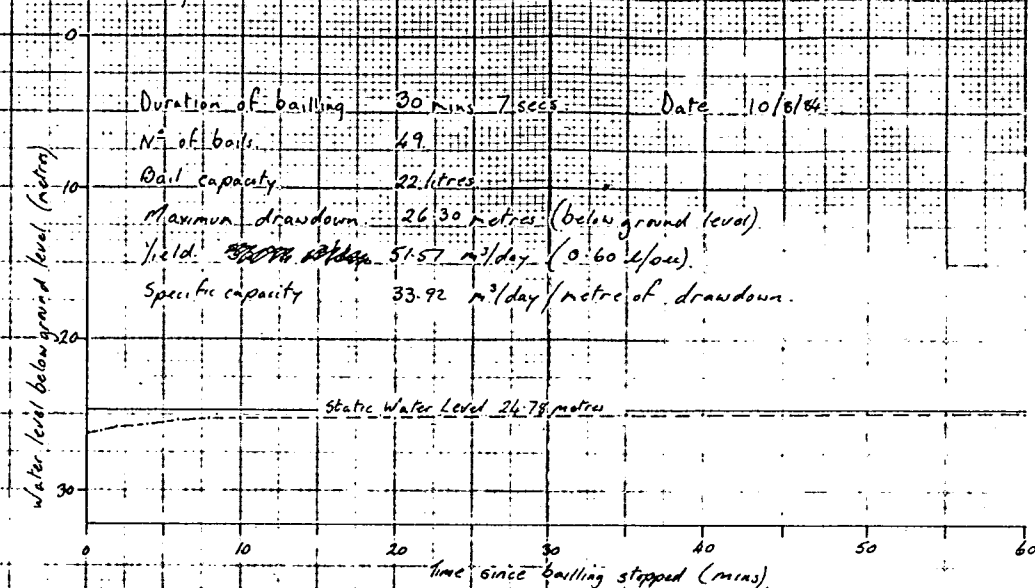 0
Duration of bailling 30 mins 7 secs Date 10/8/84
Nº of bails. 49.
Bail capacity 22 litres
10
Maximum drawdown. 26.30 metres (below ground level).
Yield 51.57 m³/day (0.60 l/sec).
Specific capacity 33.92 m³/day/metre of drawdown.
20
Static Water Level 24.78 metres
30
Water level below ground level (metres)
0 10 20 30 40 50 60
Time since bailling stopped (mins)